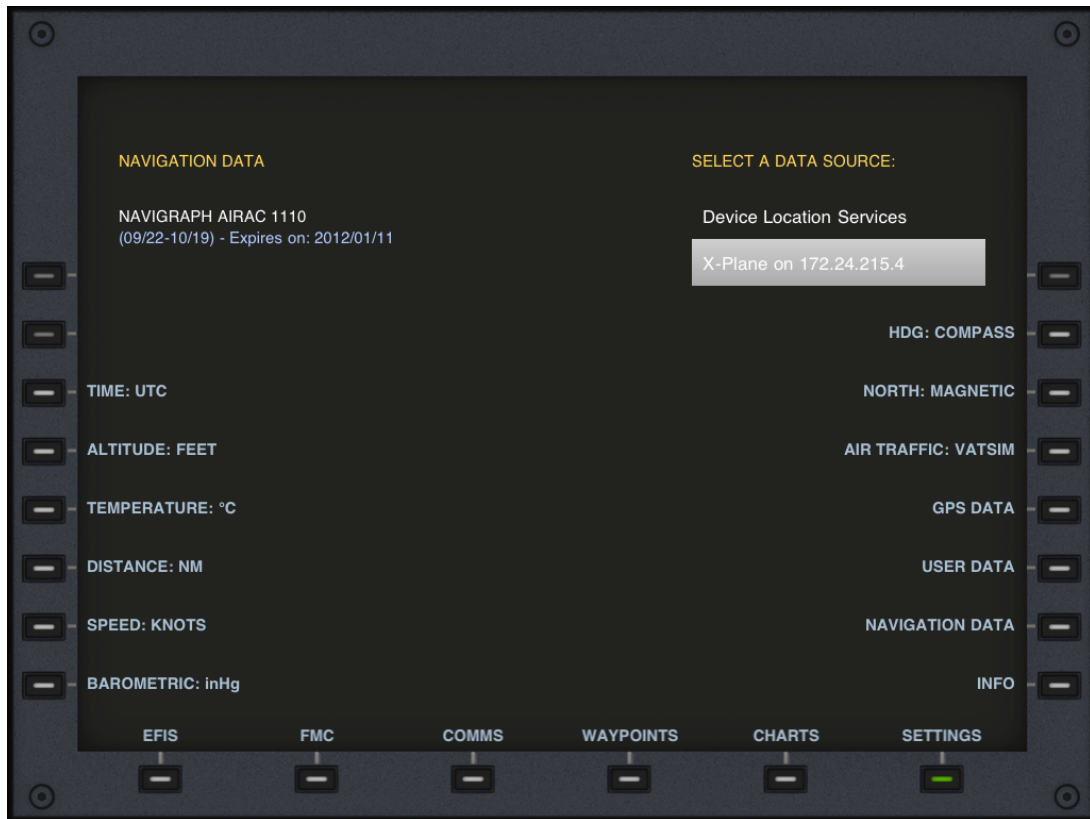 NAVIGATION DATA
SELECT A DATA SOURCE:
NAVIGRAPH AIRAC 1110
(09/22-10/19) - Expires on: 2012/01/11
Device Location Services
X-Plane on 172.24.215.4
HDG: COMPASS
TIME: UTC
NORTH: MAGNETIC
ALTITUDE: FEET
AIR TRAFFIC: VATSIM
TEMPERATURE: °C
GPS DATA
DISTANCE: NM
USER DATA
SPEED: KNOTS
NAVIGATION DATA
BAROMETRIC: inHg
INFO
EFIS
FMC
COMMS
WAYPOINTS
CHARTS
SETTINGS